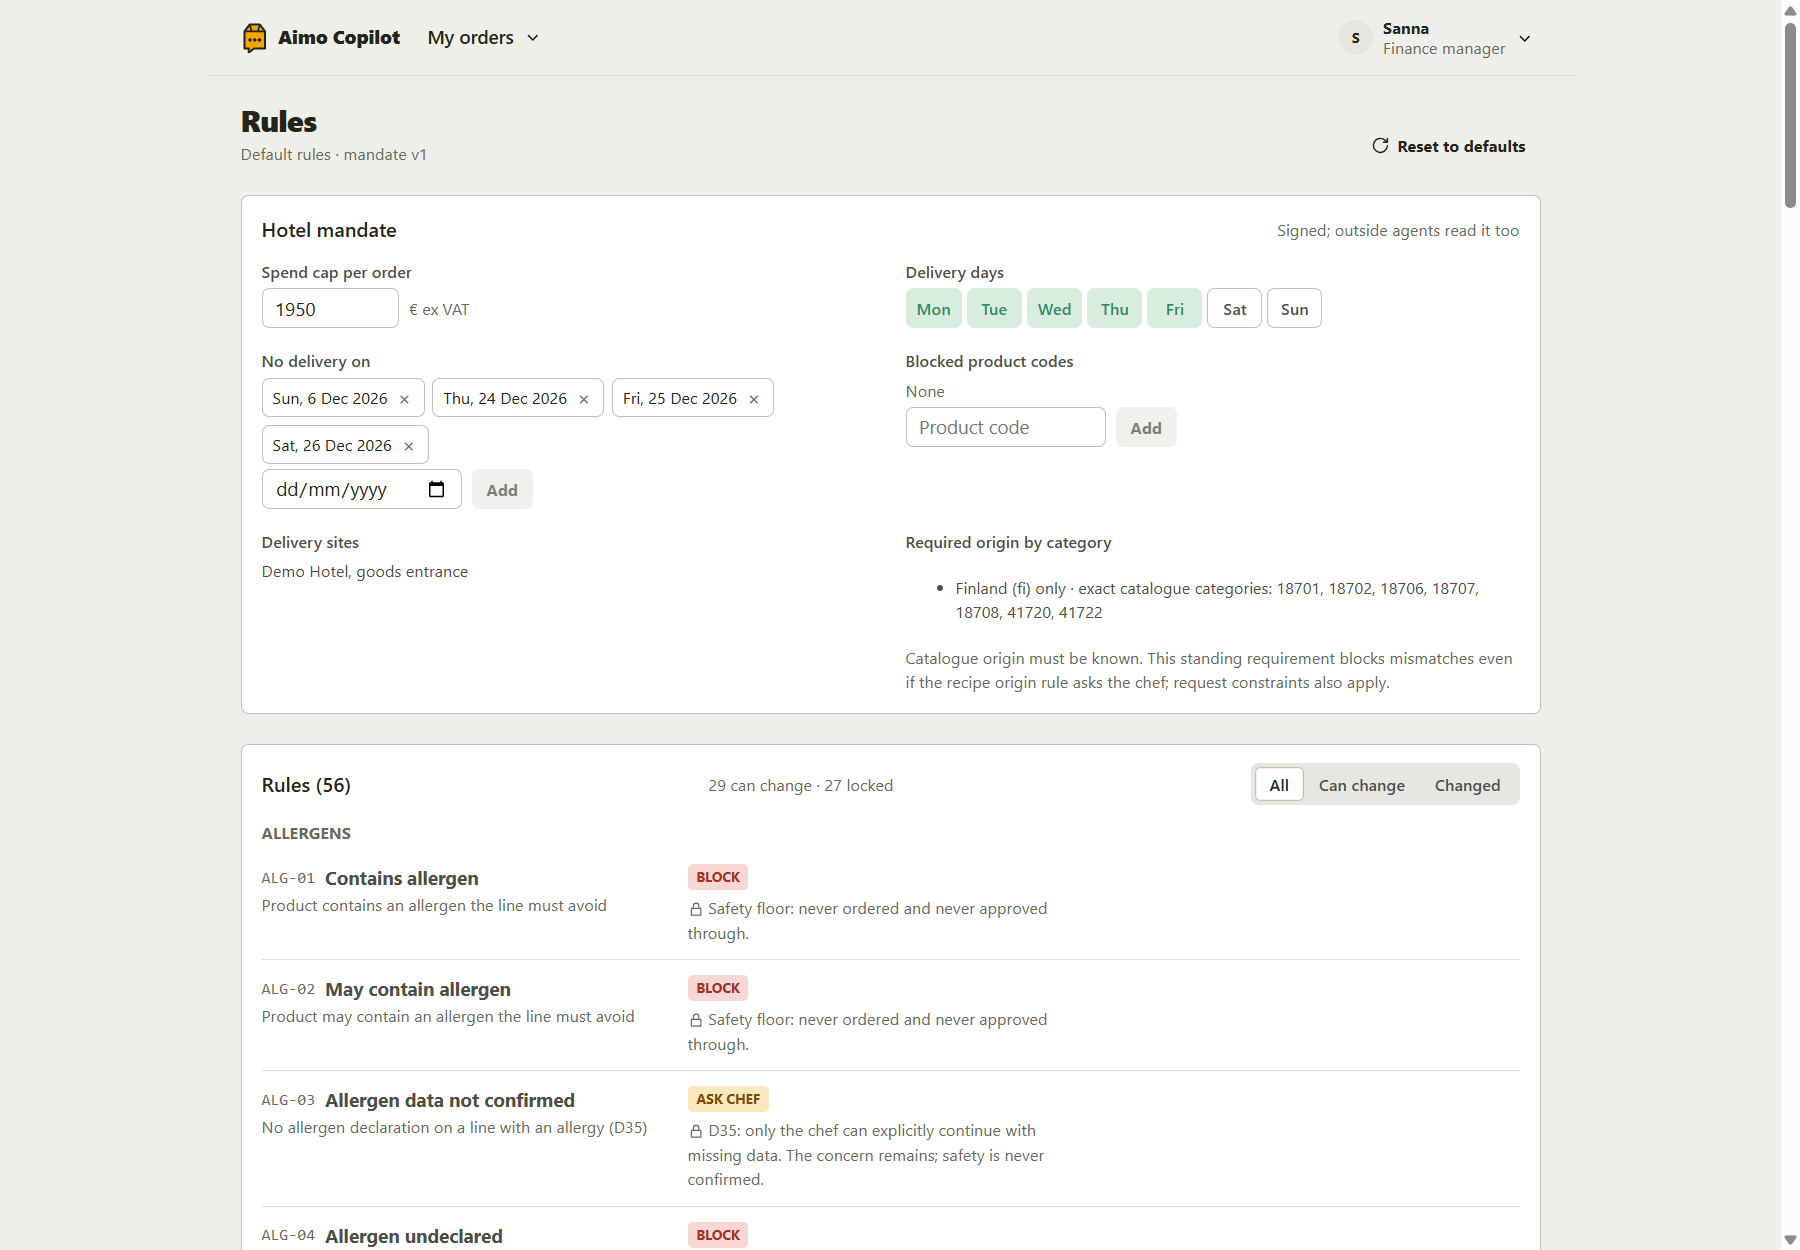 Aimo Copilot
My orders
S
Sanna
Finance manager
Rules
Default rules · mandate v1
Reset to defaults
Hotel mandate
Signed; outside agents read it too
Spend cap per order
1950
€ ex VAT
Delivery days
Mon Tue Wed Thu Fri Sat Sun
No delivery on
Sun, 6 Dec 2026 ×
Thu, 24 Dec 2026 ×
Fri, 25 Dec 2026 ×
Sat, 26 Dec 2026 ×
dd/mm/yyyy
Add
Blocked product codes
None
Product code
Add
Delivery sites
Demo Hotel, goods entrance
Required origin by category
• Finland (fi) only · exact catalogue categories: 18701, 18702, 18706, 18707,
18708, 41720, 41722
Catalogue origin must be known. This standing requirement blocks mismatches even
if the recipe origin rule asks the chef; request constraints also apply.
Rules (56)
29 can change · 27 locked
All
Can change
Changed
ALLERGENS
ALG-01 Contains allergen
Product contains an allergen the line must avoid
BLOCK
Safety floor: never ordered and never approved
through.
ALG-02 May contain allergen
Product may contain an allergen the line must avoid
BLOCK
Safety floor: never ordered and never approved
through.
ALG-03 Allergen data not confirmed
No allergen declaration on a line with an allergy (D35)
ASK CHEF
D35: only the chef can explicitly continue with
missing data. The concern remains; safety is never
confirmed.
ALG-04 Allergen undeclared
BLOCK